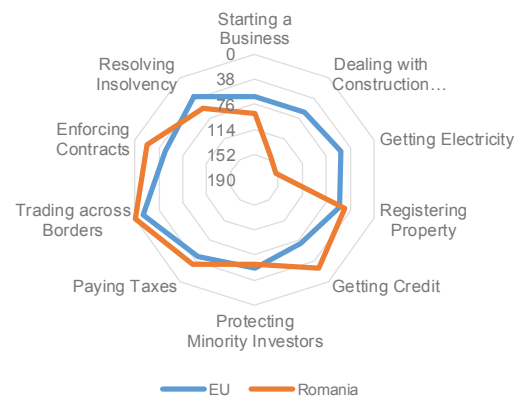 Starting a
Business
0
38
76
114
152
190
Dealing with
Construction…
Getting Electricity
Registering
Property
Getting Credit
Protecting
Minority Investors
Paying Taxes
Trading across
Borders
Enforcing
Contracts
Resolving
Insolvency
EU
Romania